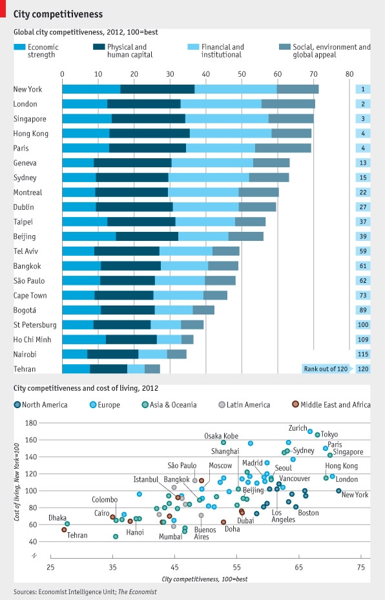 City competitiveness
Global city competitiveness, 2012, 100=best
Economic strength
Physical and human capital
Financial and institutional
Social, environment and global appeal
0 10 20 30 40 50 60 70 80
New York 1
London 2
Singapore 3
Hong Kong 4
Paris 4
Geneva 13
Sydney 15
Montreal 22
Dublin 27
Taipei 37
Beijing 39
Tel Aviv 59
Bangkok 61
São Paulo 62
Cape Town 73
Bogotá 89
St Petersburg 100
Ho Chi Minh 109
Nairobi 115
Tehran Rank out of 120 120
City competitiveness and cost of living, 2012
North America Europe Asia & Oceania Latin America Middle East and Africa
Cost of living, New York=100
180
160
140
120
100
80
60
40
Zurich
Tokyo
Osaka Kobe
Paris
Singapore
Sydney
Shanghai
Hong Kong
Madrid
Seoul
São Paulo
Moscow
Istanbul
Bangkok
Vancouver
New York
Beijing
Colombo
Cairo
Dhaka
Tehran
Hanoi
Mumbai
Buenos Aires
Doha
Dubai
Los Angeles
Boston
25 35 45 55 65 75
City competitiveness, 100=best
Sources: Economist Intelligence Unit; The Economist